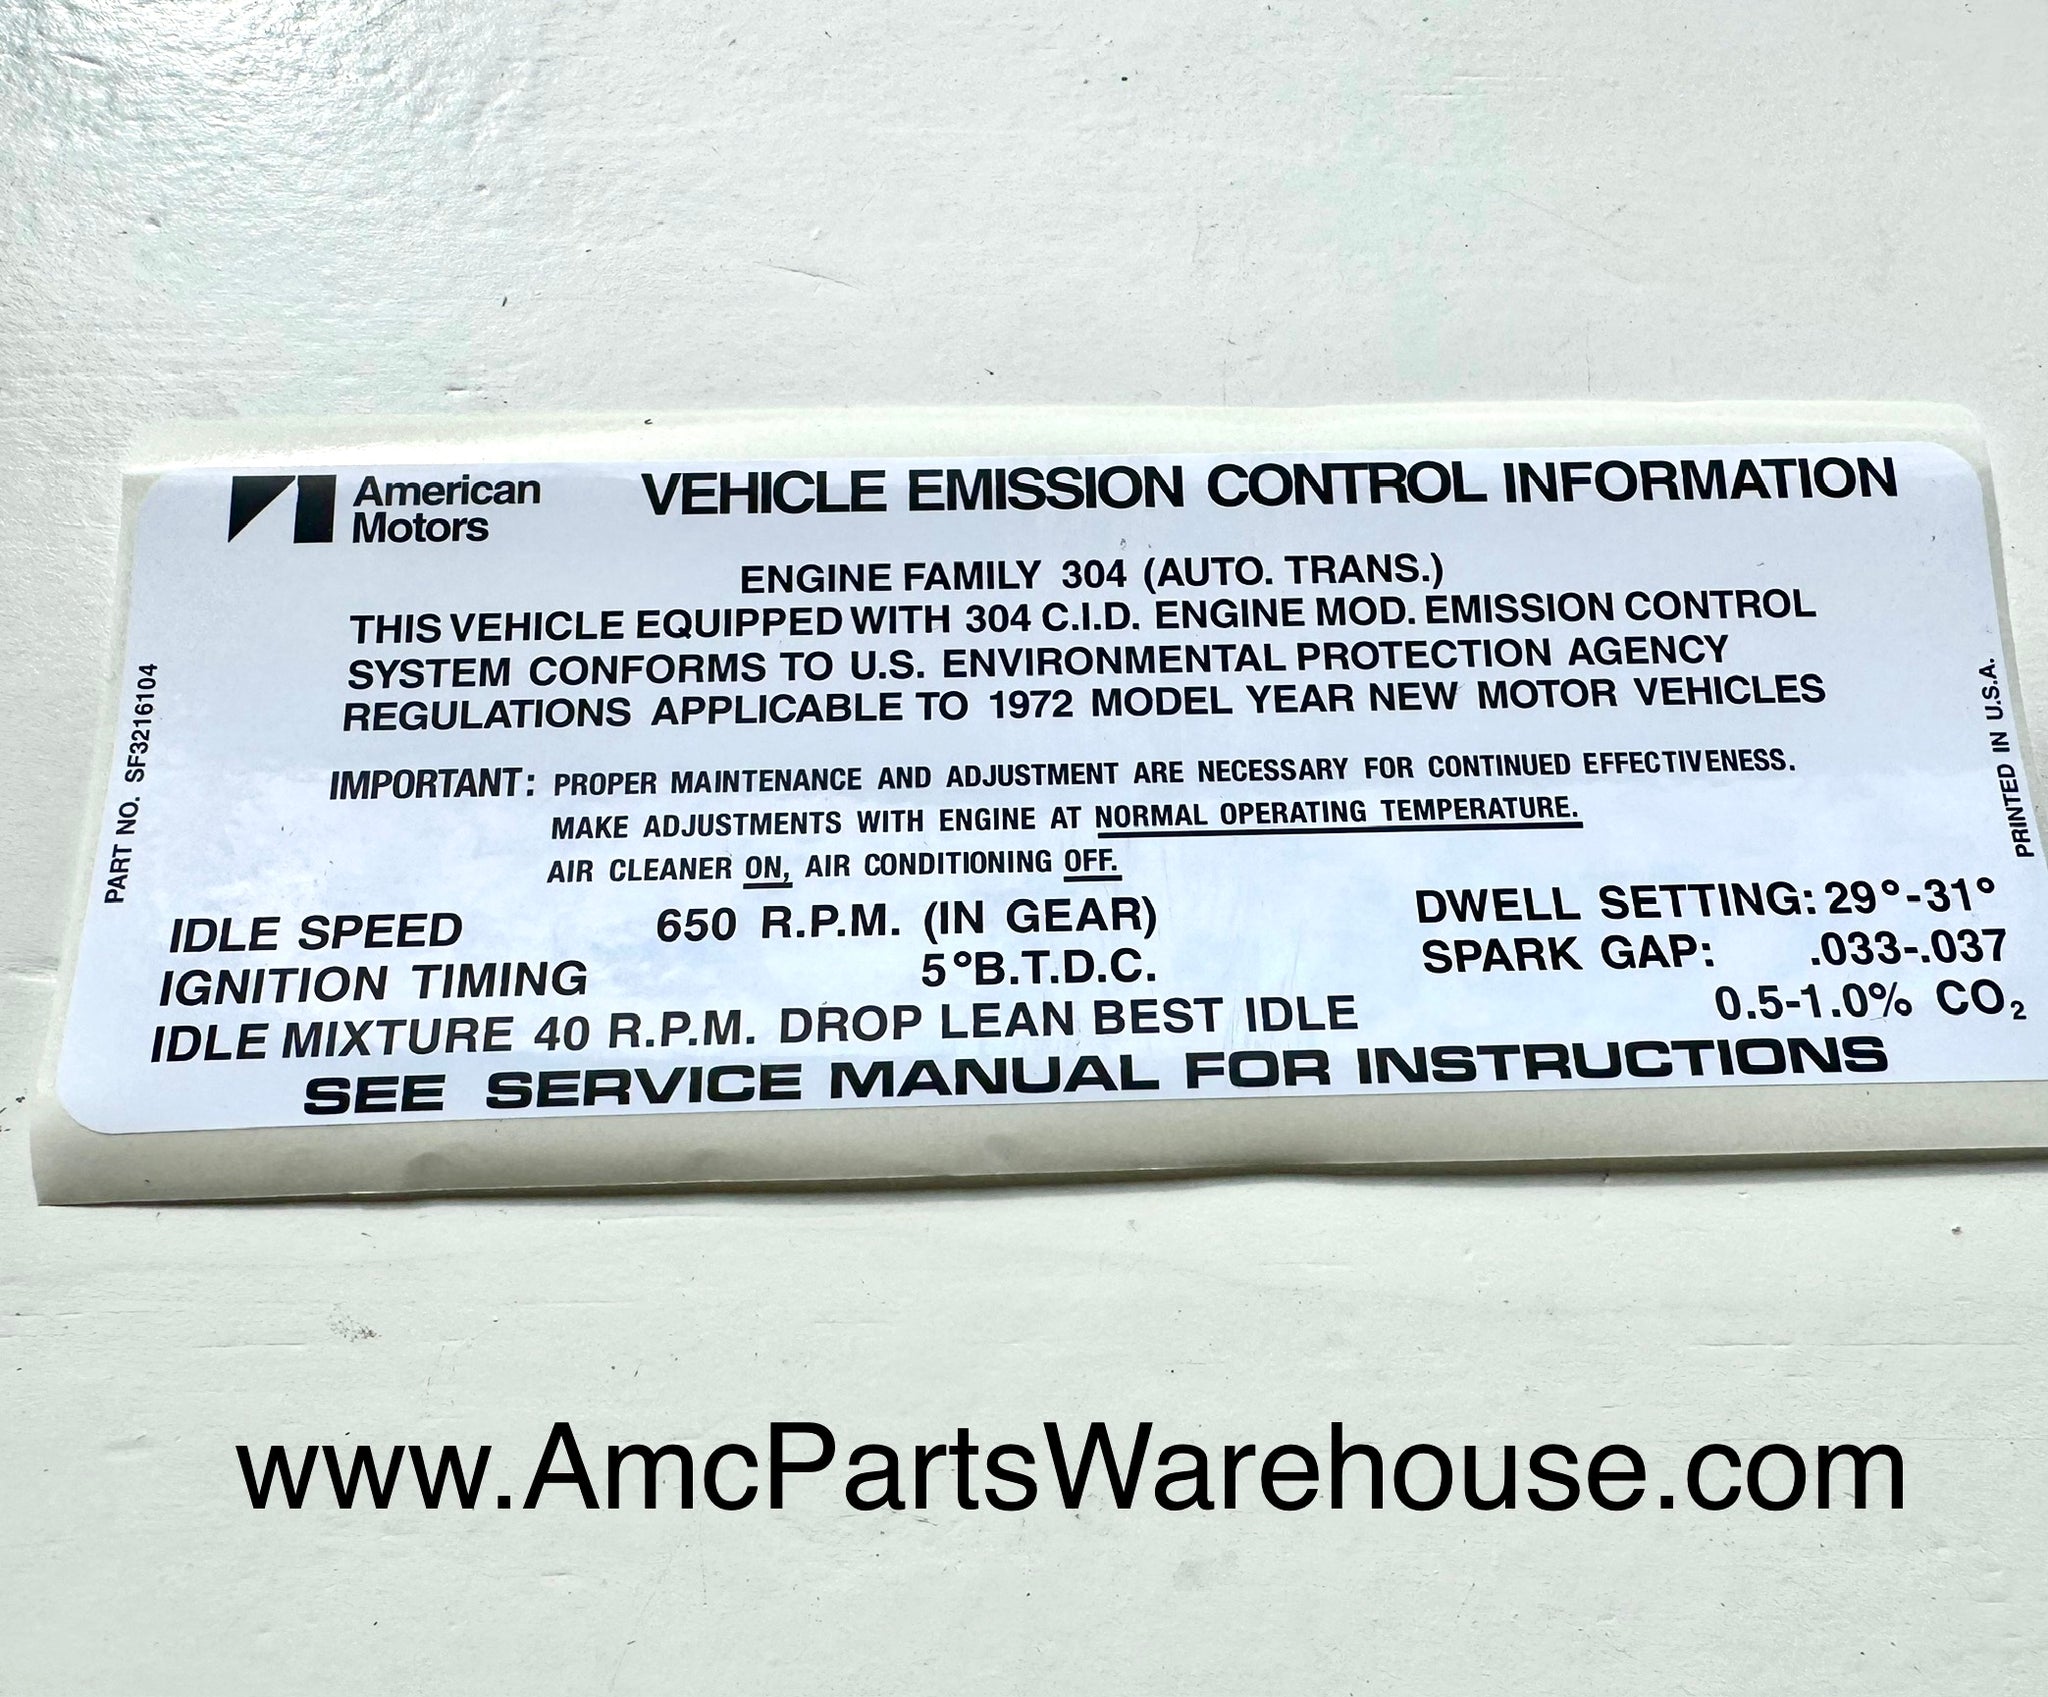 American
Motors
VEHICLE EMISSION CONTROL INFORMATION
ENGINE FAMILY 304 (AUTO. TRANS.)
THIS VEHICLE EQUIPPED WITH 304 C.I.D. ENGINE MOD. EMISSION CONTROL
SYSTEM CONFORMS TO U.S. ENVIRONMENTAL PROTECTION AGENCY
REGULATIONS APPLICABLE TO 1972 MODEL YEAR NEW MOTOR VEHICLES
IMPORTANT: PROPER MAINTENANCE AND ADJUSTMENT ARE NECESSARY FOR CONTINUED EFFECTIVENESS.
MAKE ADJUSTMENTS WITH ENGINE AT NORMAL OPERATING TEMPERATURE.
AIR CLEANER ON, AIR CONDITIONING OFF.
IDLE SPEED 650 R.P.M. (IN GEAR) DWELL SETTING: 29°-31°
IGNITION TIMING 5°B.T.D.C. SPARK GAP: .033-.037
IDLE MIXTURE 40 R.P.M. DROP LEAN BEST IDLE 0.5-1.0% CO₂
SEE SERVICE MANUAL FOR INSTRUCTIONS
PART NO. SF3216104
PRINTED IN U.S.A.
www.AmcPartsWarehouse.com